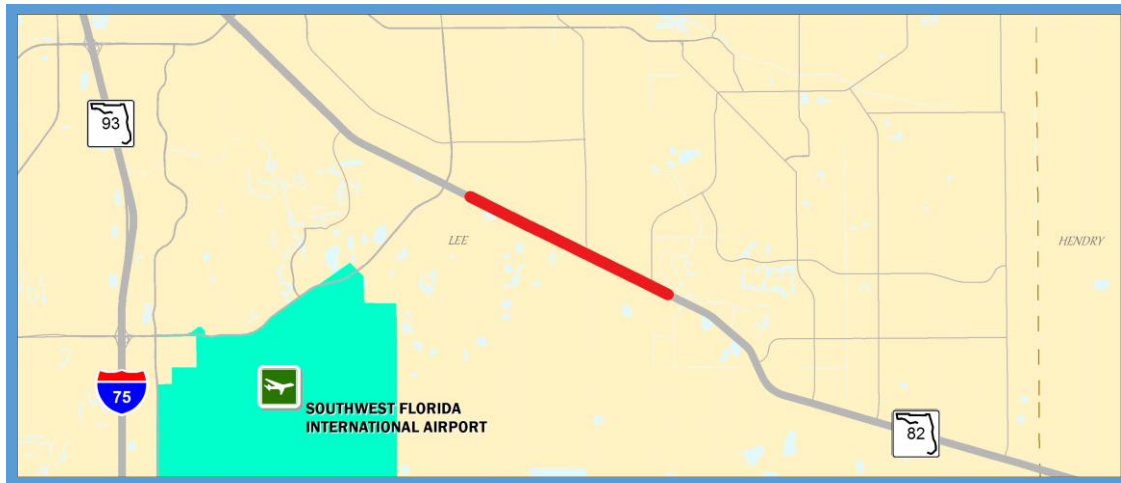 93
LEE
HENDRY
75
SOUTHWEST FLORIDA
INTERNATIONAL AIRPORT
82